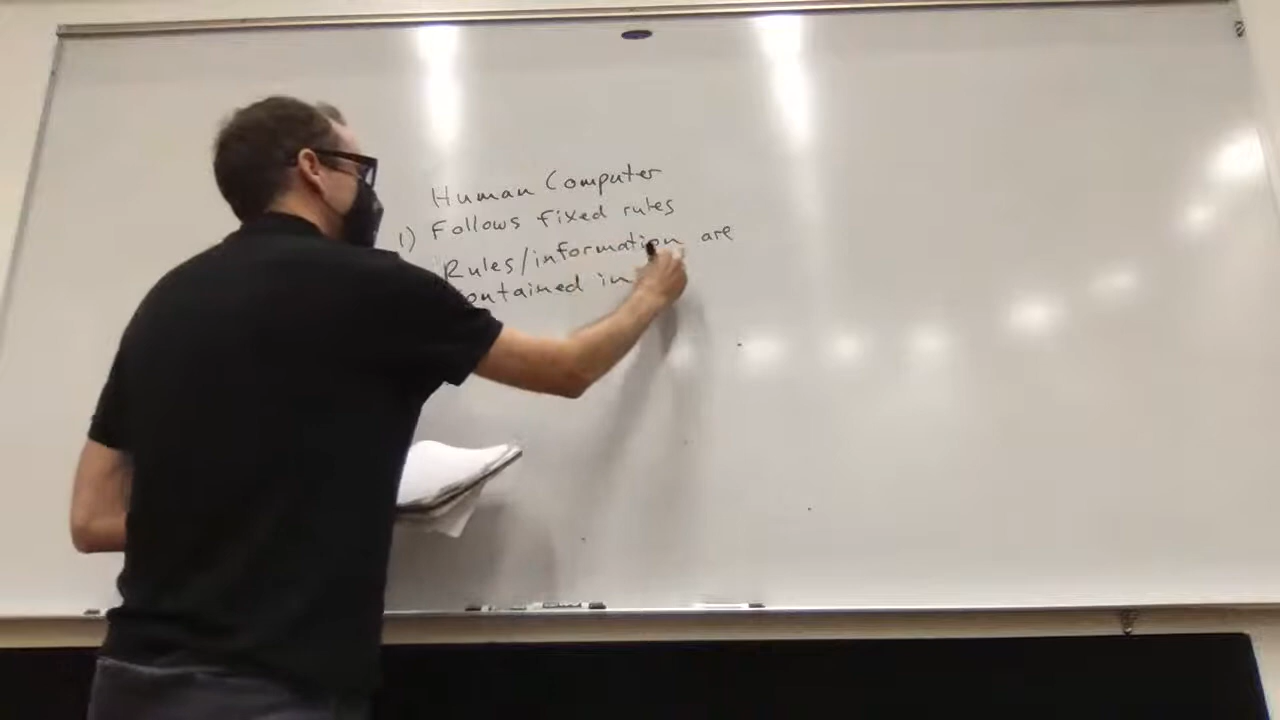 Human Computer
1) Follows fixed rules
Rules/information are
contained in